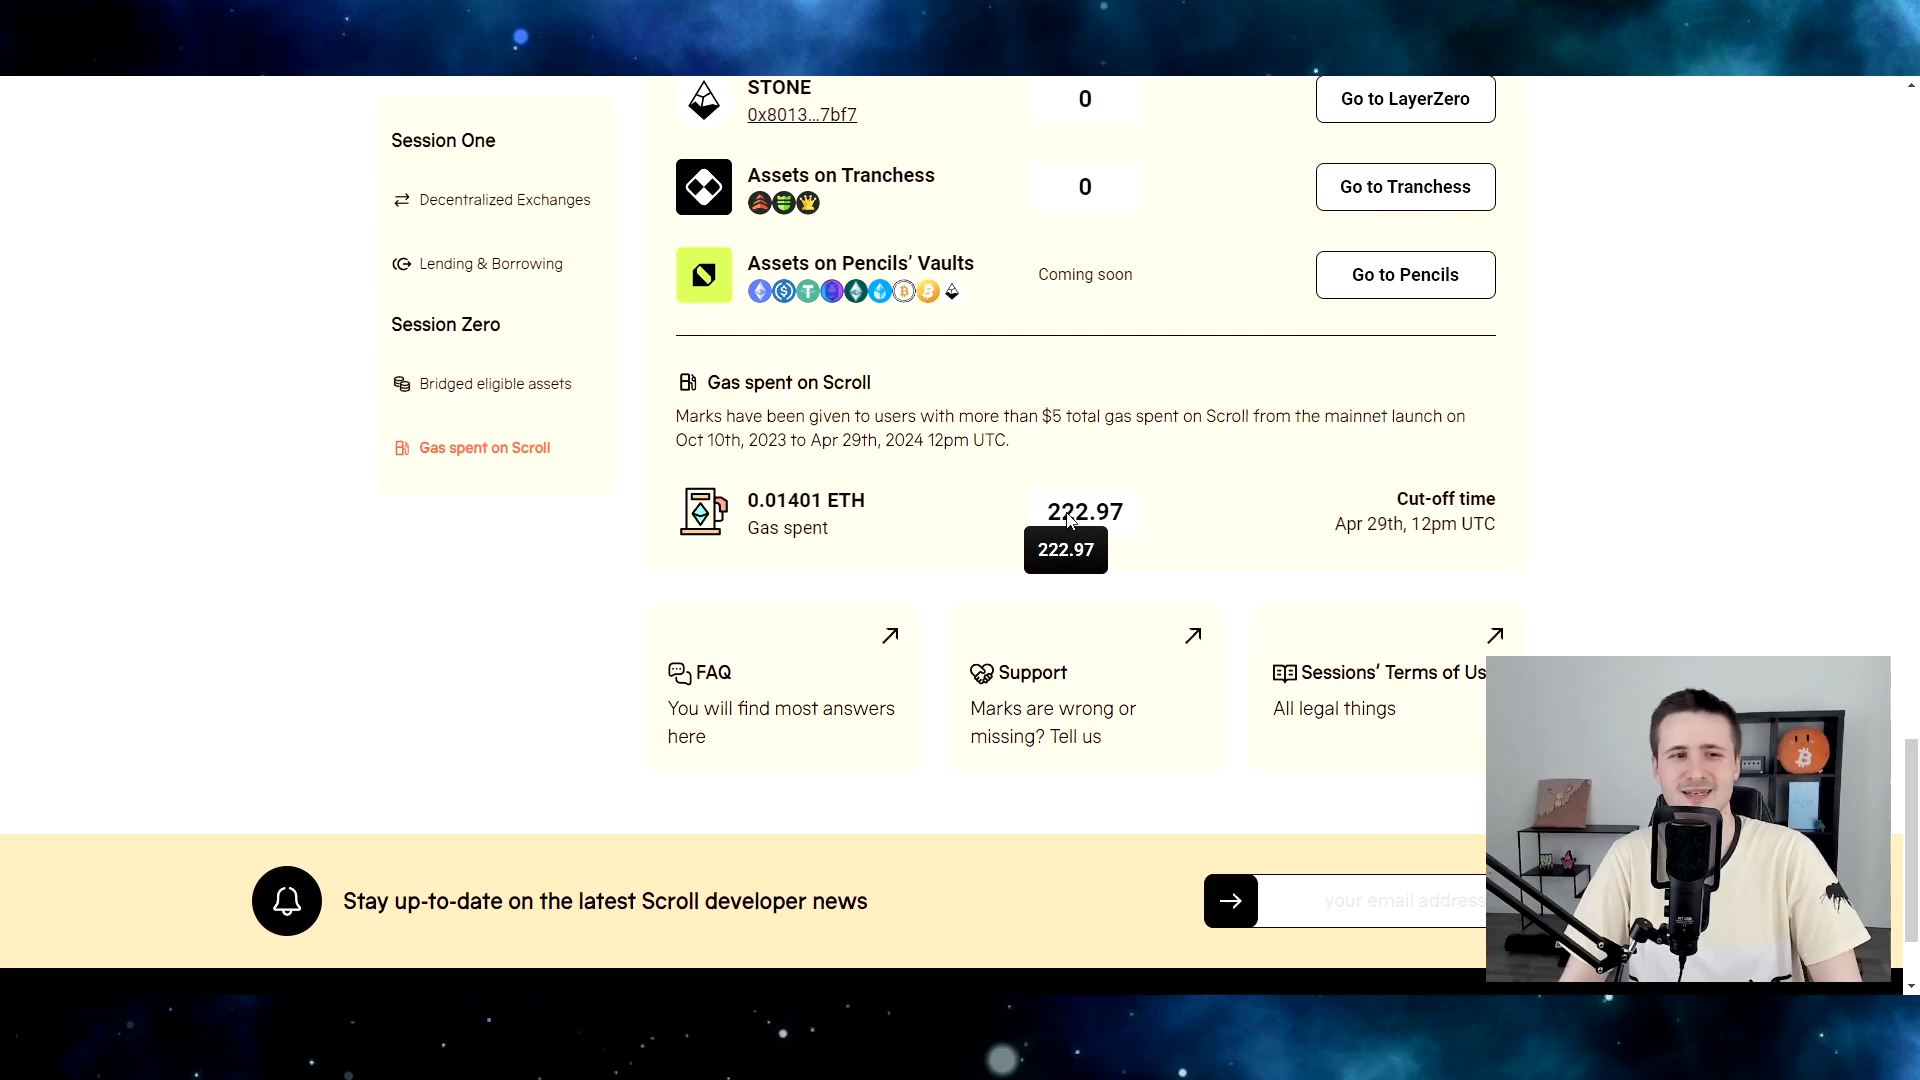 STONE
0x8013...7bf7
0
Go to LayerZero
Session One
Decentralized Exchanges
Lending & Borrowing
Session Zero
Bridged eligible assets
Gas spent on Scroll
Assets on Tranchess
0
Go to Tranchess
Assets on Pencils’ Vaults
Coming soon
Go to Pencils
Gas spent on Scroll
Marks have been given to users with more than $5 total gas spent on Scroll from the mainnet launch on
Oct 10th, 2023 to Apr 29th, 2024 12pm UTC.
0.01401 ETH
Gas spent
222.97
222.97
Cut-off time
Apr 29th, 12pm UTC
FAQ
You will find most answers
here
Support
Marks are wrong or
missing? Tell us
Sessions’ Terms of Us
All legal things
Stay up-to-date on the latest Scroll developer news
your email address